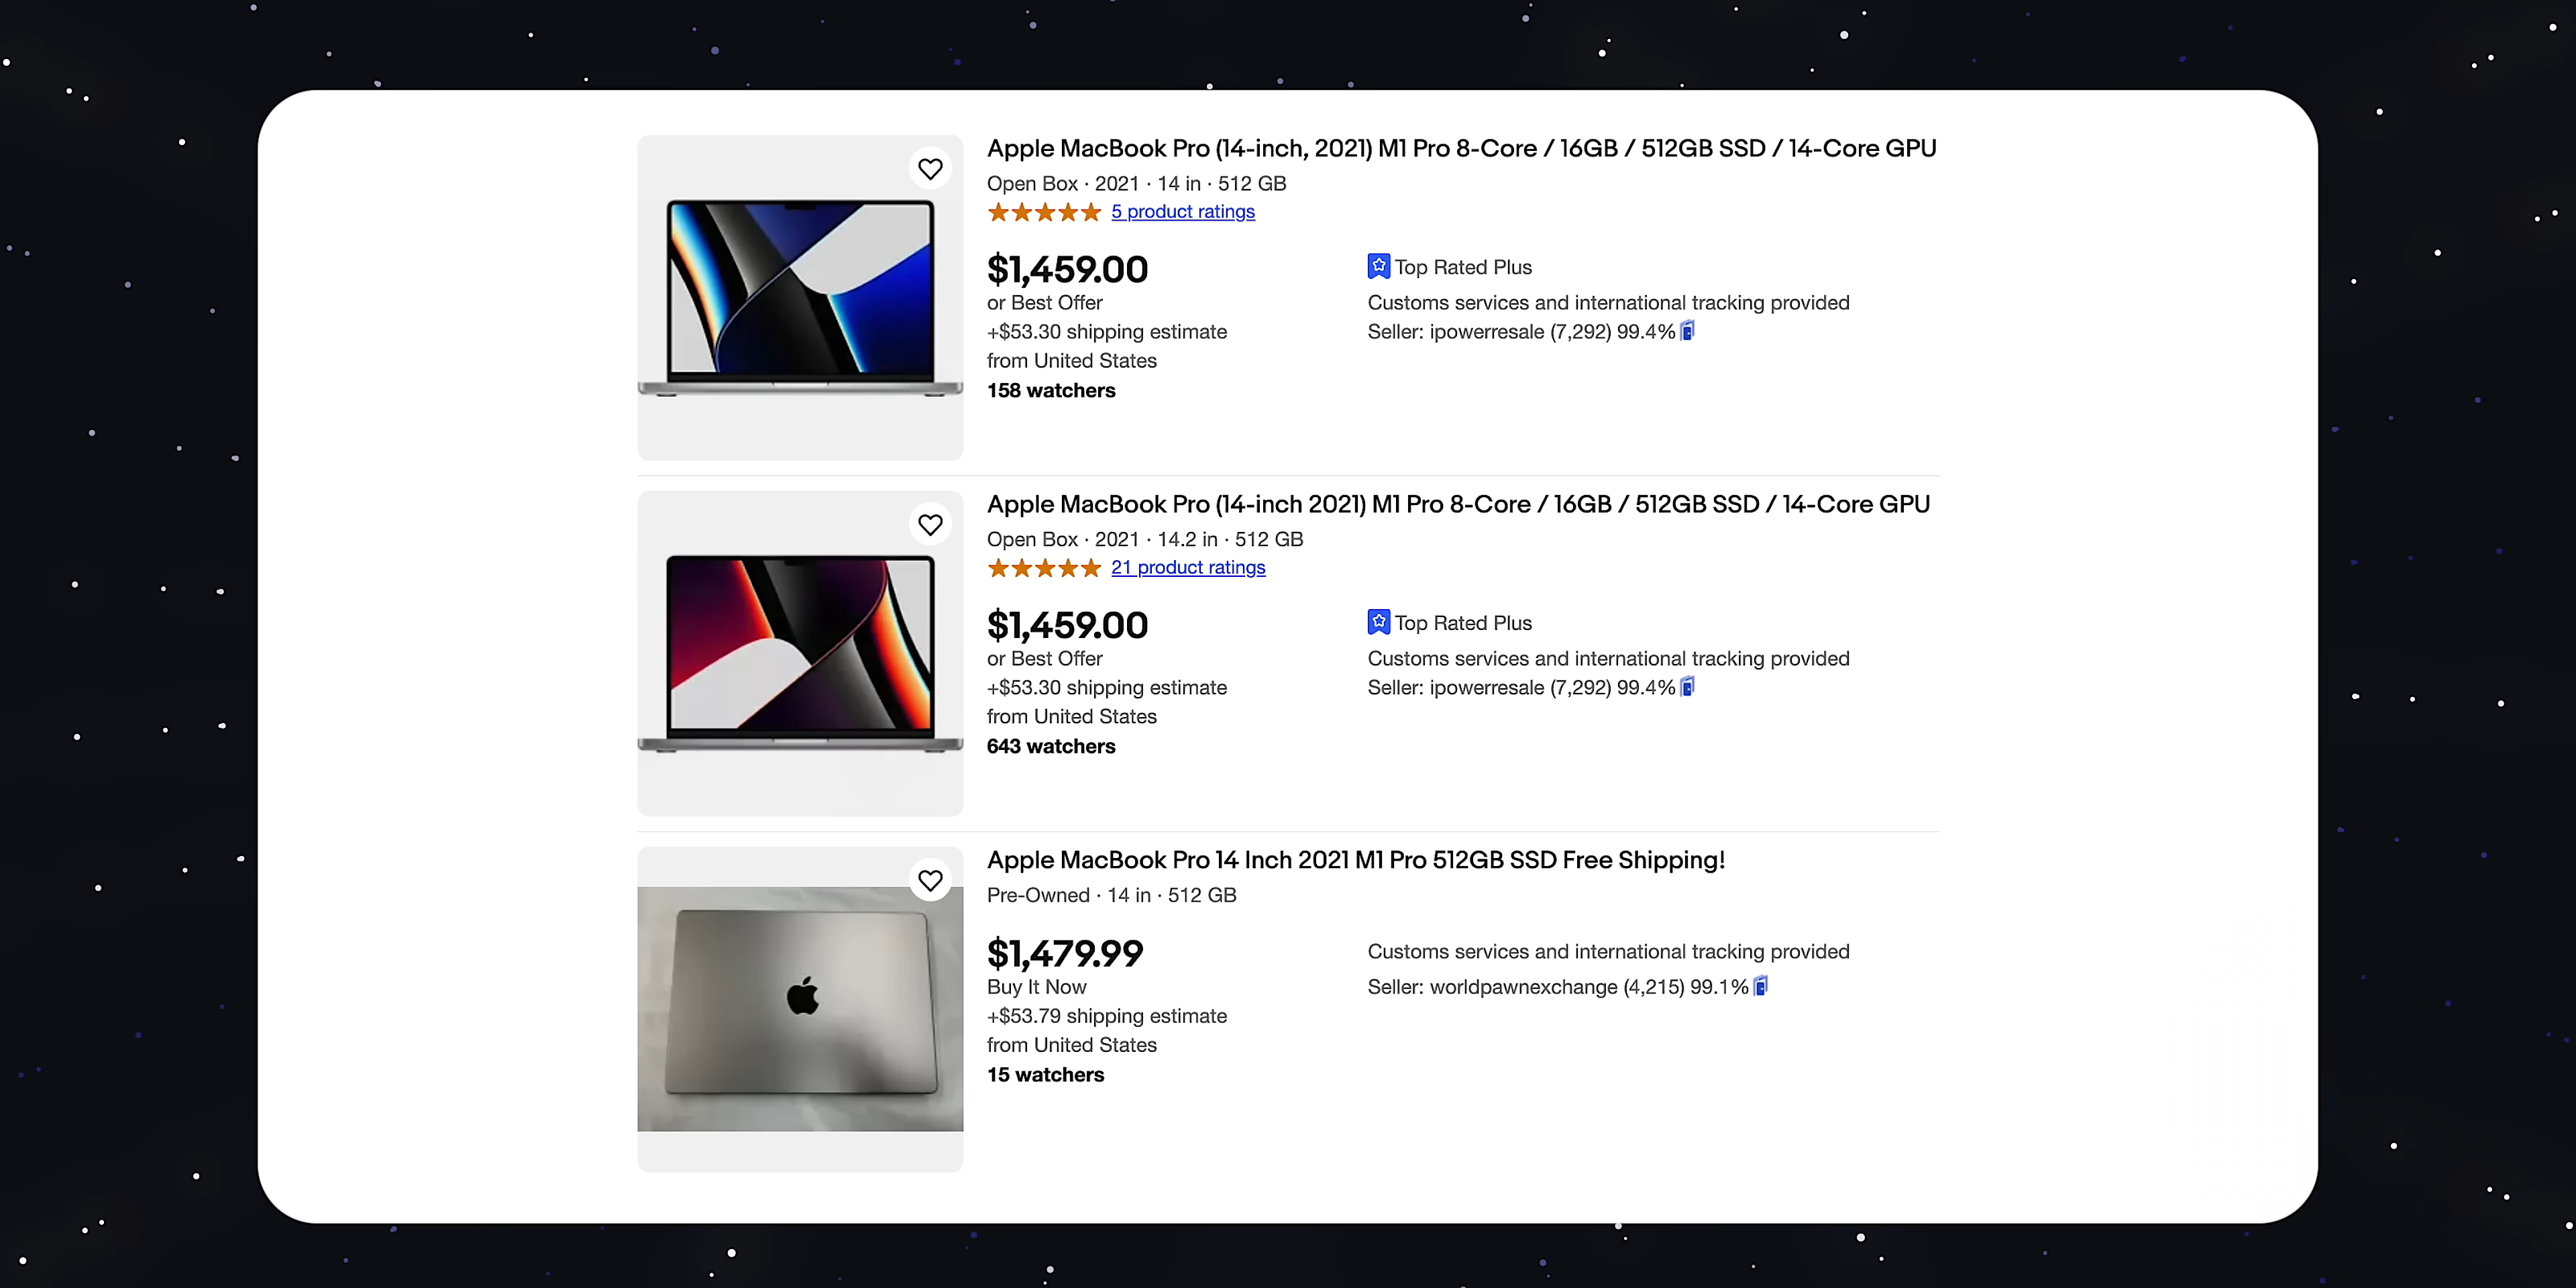 Apple MacBook Pro (14-inch, 2021) M1 Pro 8-Core / 16GB / 512GB SSD / 14-Core GPU
Open Box · 2021 · 14 in · 512 GB
5 product ratings
$1,459.00
or Best Offer
+$53.30 shipping estimate
from United States
158 watchers
Top Rated Plus
Customs services and international tracking provided
Seller: ipowerresale (7,292) 99.4%
Apple MacBook Pro (14-inch 2021) M1 Pro 8-Core / 16GB / 512GB SSD / 14-Core GPU
Open Box · 2021 · 14.2 in · 512 GB
21 product ratings
$1,459.00
or Best Offer
+$53.30 shipping estimate
from United States
643 watchers
Top Rated Plus
Customs services and international tracking provided
Seller: ipowerresale (7,292) 99.4%
Apple MacBook Pro 14 Inch 2021 M1 Pro 512GB SSD Free Shipping!
Pre-Owned · 14 in · 512 GB
$1,479.99
Buy It Now
+$53.79 shipping estimate
from United States
15 watchers
Customs services and international tracking provided
Seller: worldpawnexchange (4,215) 99.1%